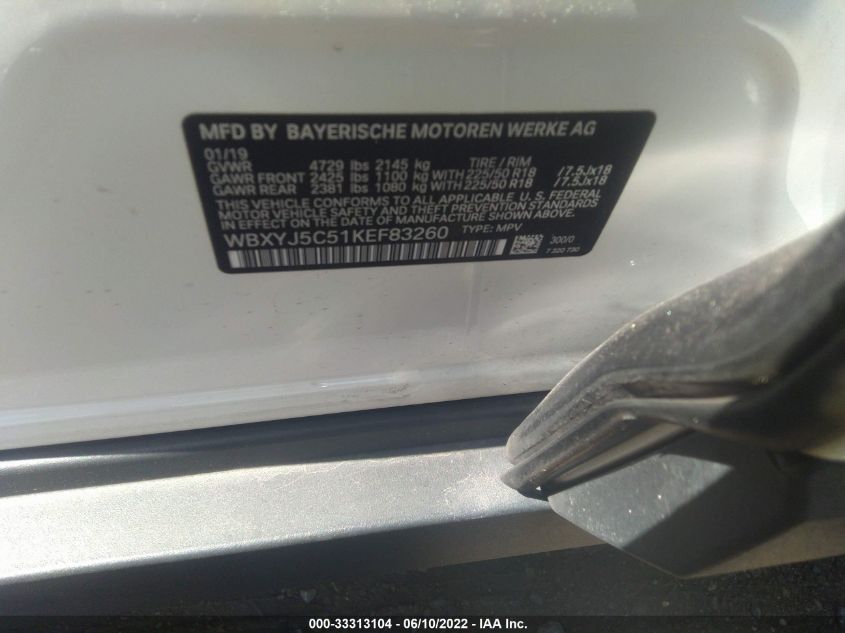 MFD BY BAYERISCHE MOTOREN WERKE AG
01/19
GVWR 4729 lbs 2145 kg TIRE / RIM
GAWR FRONT 2425 lbs 1100 kg WITH 225/50 R18 /7.5Jx18
GAWR REAR 2381 lbs 1080 kg WITH 225/50 R18 /7.5Jx18
THIS VEHICLE CONFORMS TO ALL APPLICABLE U. S. FEDERAL
MOTOR VEHICLE SAFETY, AND THEFT PREVENTION STANDARDS
IN EFFECT ON THE DATE OF MANUFACTURE SHOWN ABOVE.
WBXYJ5C51KEF83260 TYPE: MPV
300/0
7 320 730
000-33313104 - 06/10/2022 - IAA Inc.